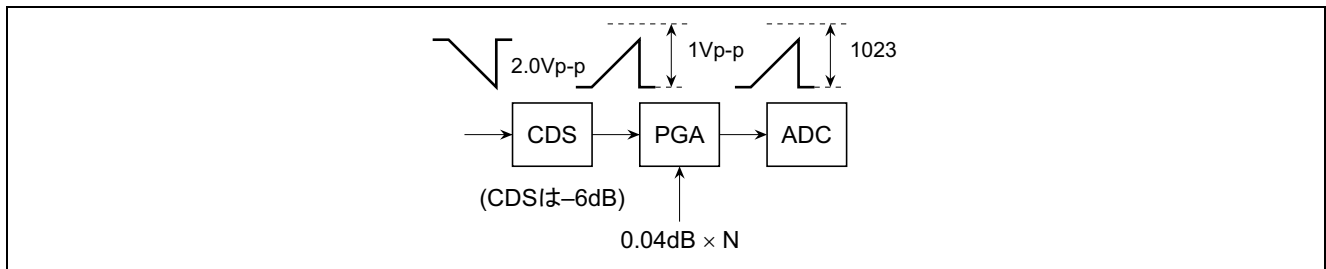 2.0Vp-p
1Vp-p
1023
CDS
PGA
ADC
(CDSは–6dB)
0.04dB × N